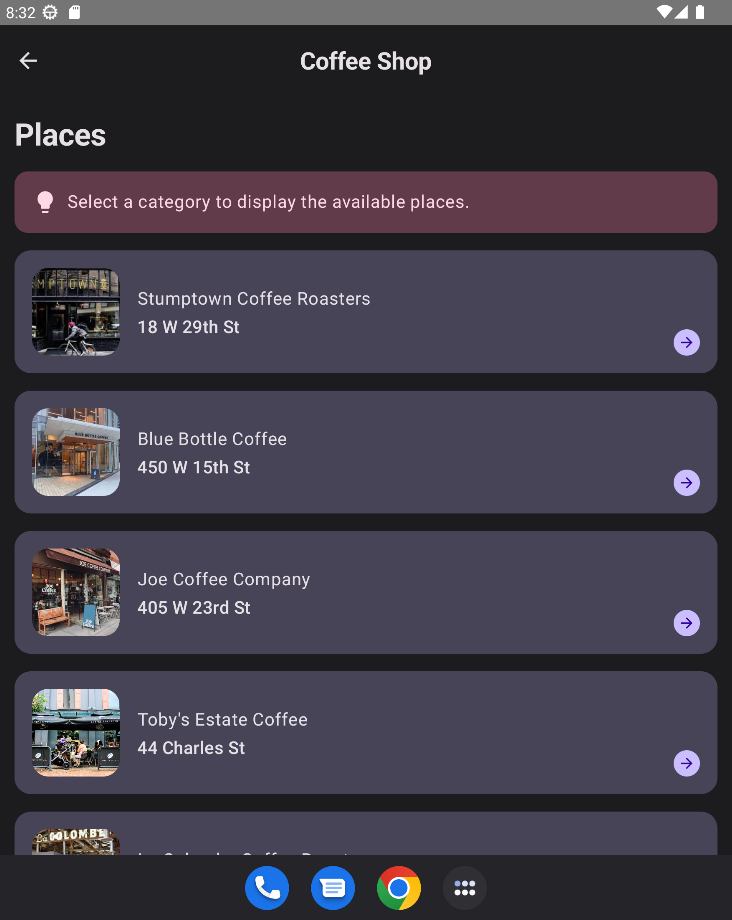 8:32
Coffee Shop
Places
Select a category to display the available places.
Stumptown Coffee Roasters
18 W 29th St
Blue Bottle Coffee
450 W 15th St
Joe Coffee Company
405 W 23rd St
Toby's Estate Coffee
44 Charles St
COLOMBE